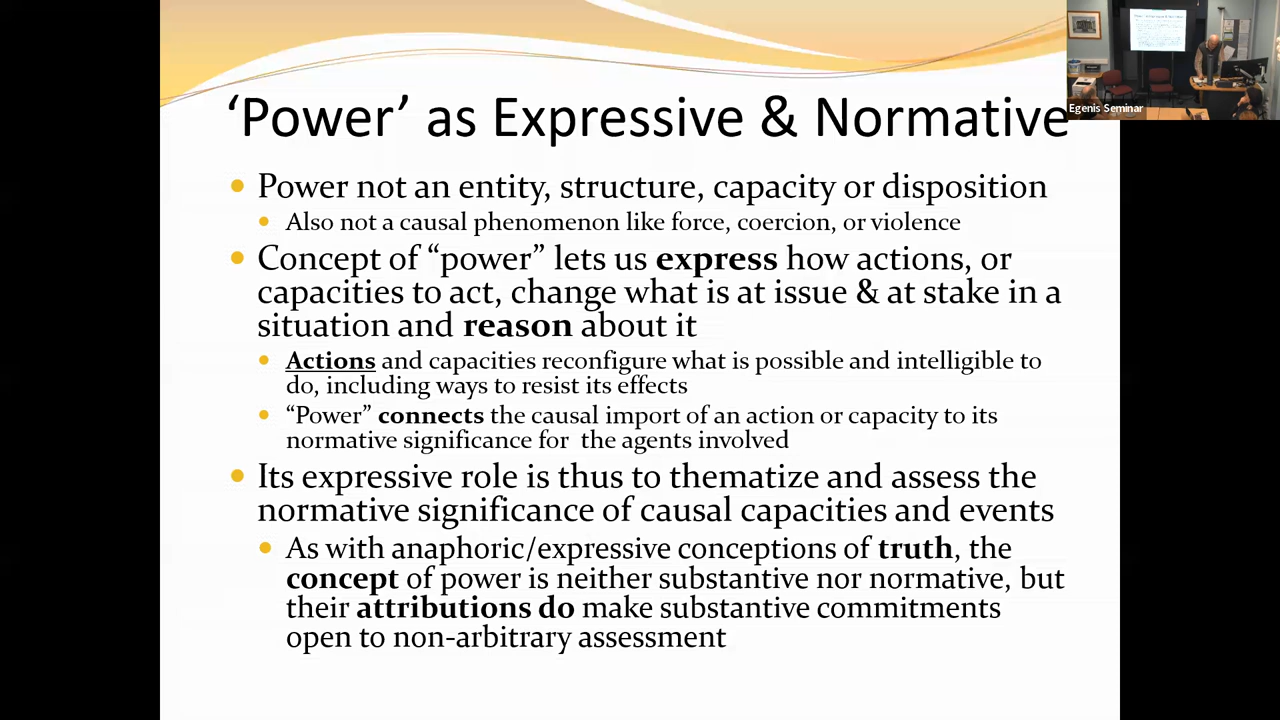 ‘Power’ as Expressive & Normative
Egenis Seminar
Power not an entity, structure, capacity or disposition
Also not a causal phenomenon like force, coercion, or violence
Concept of “power” lets us express how actions, or
capacities to act, change what is at issue & at stake in a
situation and reason about it
Actions and capacities reconfigure what is possible and intelligible to
do, including ways to resist its effects
“Power” connects the causal import of an action or capacity to its
normative significance for the agents involved
Its expressive role is thus to thematize and assess the
normative significance of causal capacities and events
As with anaphoric/expressive conceptions of truth, the
concept of power is neither substantive nor normative, but
their attributions do make substantive commitments
open to non-arbitrary assessment